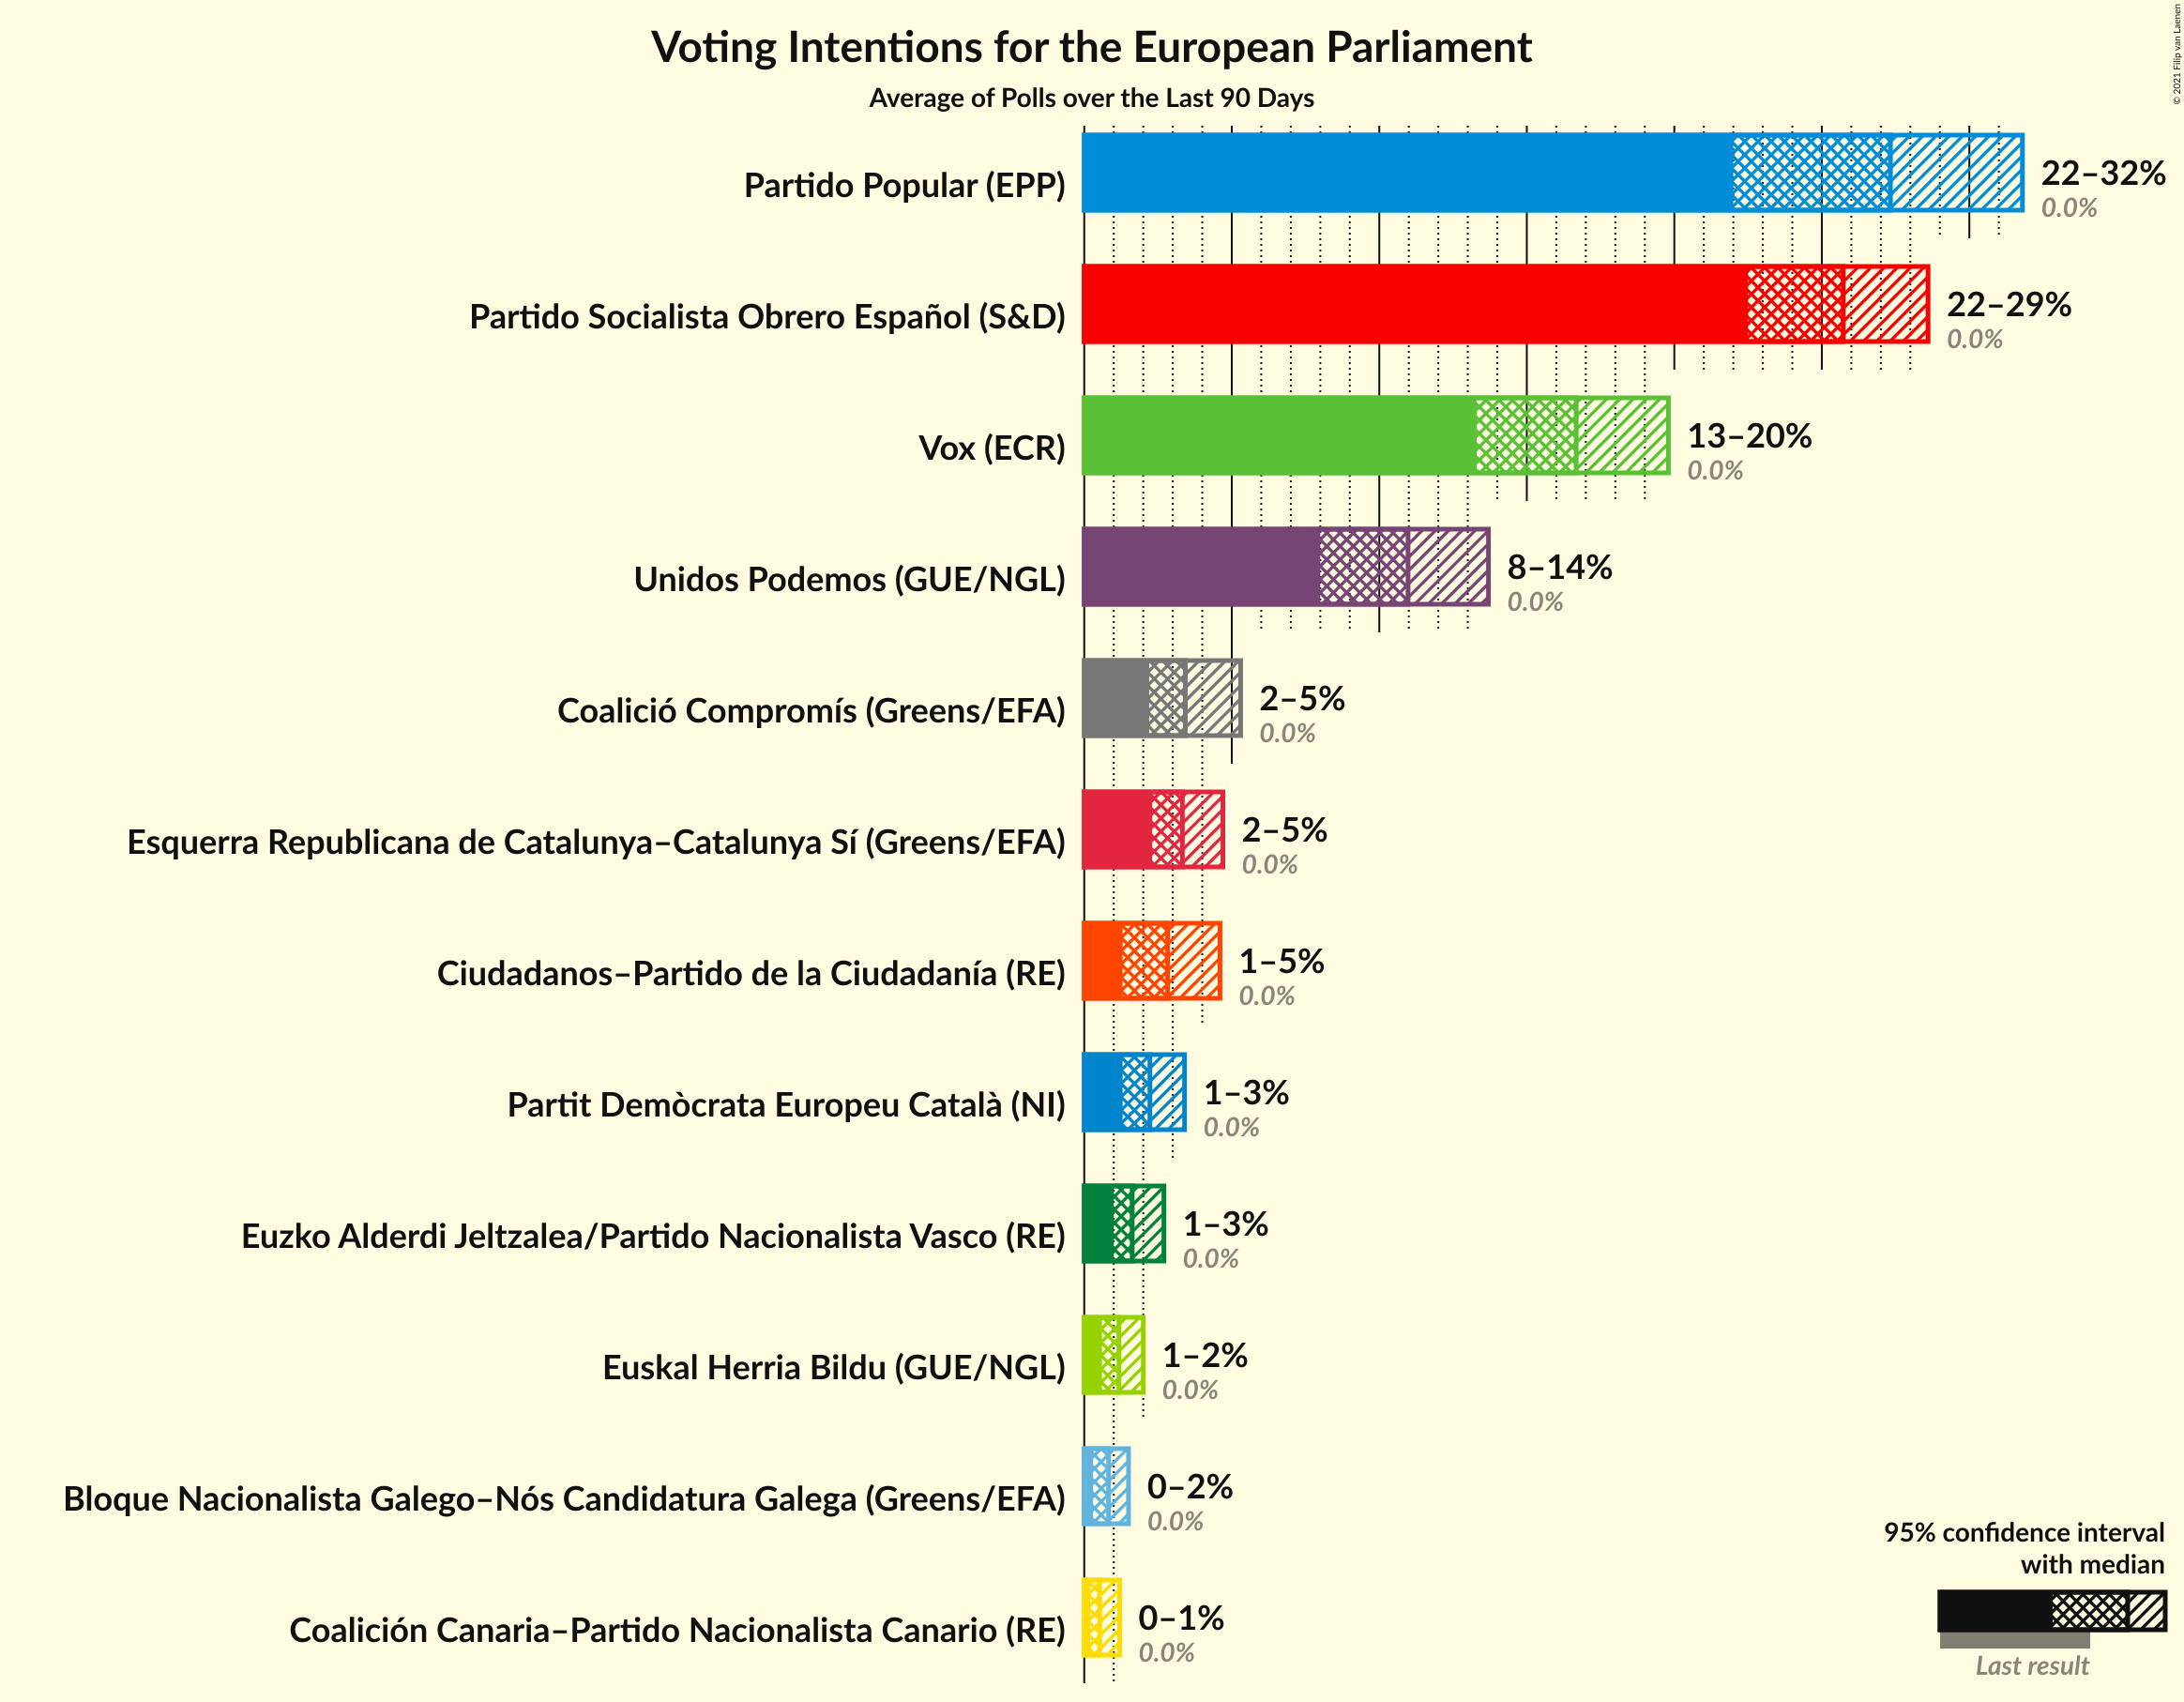 © 2021 Filip van Laenen
Voting Intentions for the European Parliament
Average of Polls over the Last 90 Days
Partido Popular (EPP)
22–32%
0.0%
Partido Socialista Obrero Español (S&D)
22–29%
0.0%
Vox (ECR)
13–20%
0.0%
Unidos Podemos (GUE/NGL)
8–14%
0.0%
Coalició Compromís (Greens/EFA)
2–5%
0.0%
Esquerra Republicana de Catalunya–Catalunya Sí (Greens/EFA)
2–5%
0.0%
Ciudadanos–Partido de la Ciudadanía (RE)
1–5%
0.0%
Partit Demòcrata Europeu Català (NI)
1–3%
0.0%
Euzko Alderdi Jeltzalea/Partido Nacionalista Vasco (RE)
1–3%
0.0%
Euskal Herria Bildu (GUE/NGL)
1–2%
0.0%
Bloque Nacionalista Galego–Nós Candidatura Galega (Greens/EFA)
0–2%
0.0%
Coalición Canaria–Partido Nacionalista Canario (RE)
0–1%
0.0%
95% confidence interval
with median
Last result